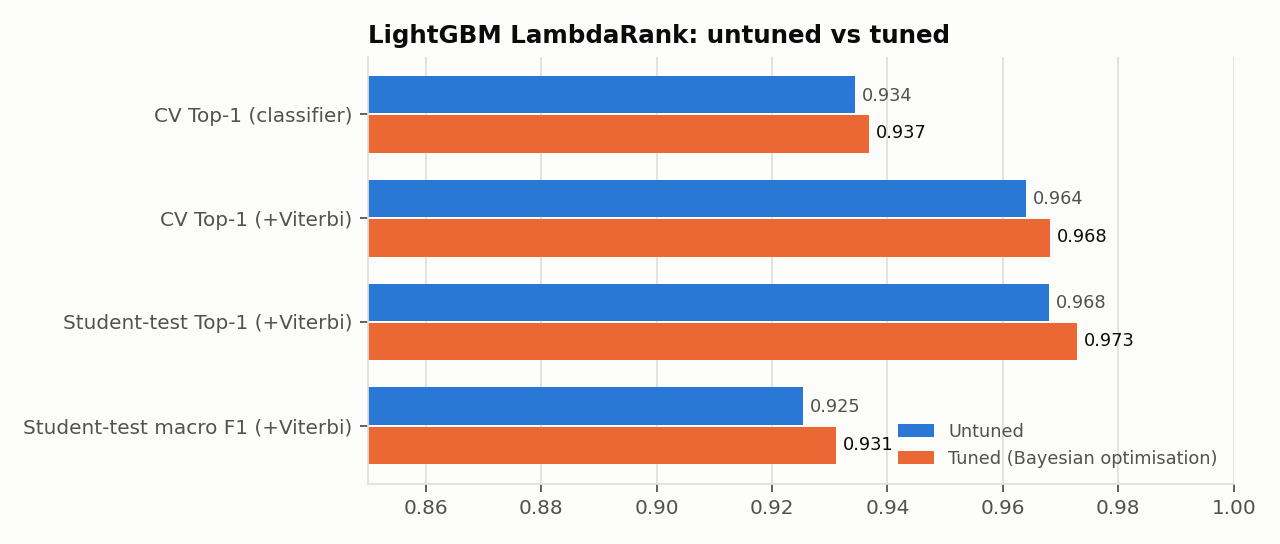 LightGBM LambdaRank: untuned vs tuned
CV Top-1 (classifier)
0.934
0.937
CV Top-1 (+Viterbi)
0.964
0.968
Student-test Top-1 (+Viterbi)
0.968
0.973
Student-test macro F1 (+Viterbi)
0.925
0.931
Untuned
Tuned (Bayesian optimisation)
0.86 0.88 0.90 0.92 0.94 0.96 0.98 1.00